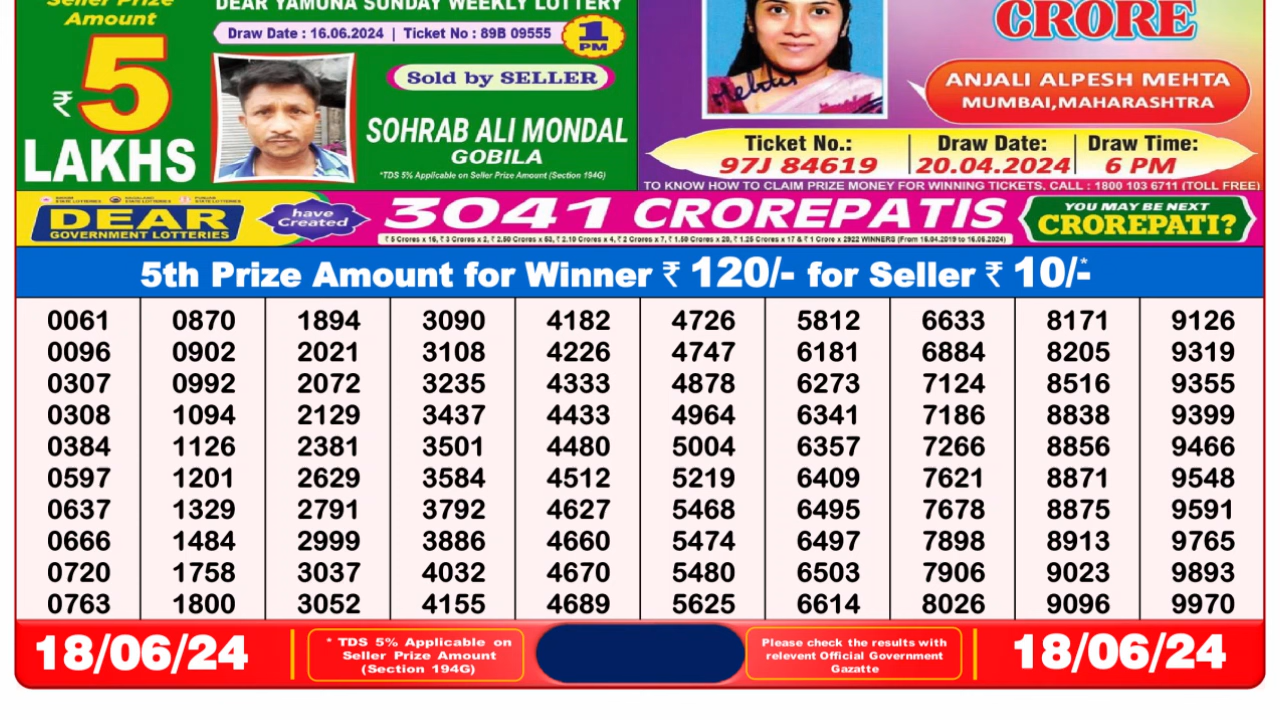 Seller Prize
Amount
₹5
LAKHS
DEAR YAMUNA SUNDAY WEEKLY LOTTERY
Draw Date : 16.06.2024 | Ticket No : 89B 09555
1
PM
Sold by SELLER
SOHRAB ALI MONDAL
GOBILA
*TDS 5% Applicable on Seller Prize Amount (Section 194G)
CRORE
ANJALI ALPESH MEHTA
MUMBAI,MAHARASHTRA
Ticket No.: Draw Date: Draw Time:
97J 84619 20.04.2024 6 PM
TO KNOW HOW TO CLAIM PRIZE MONEY FOR WINNING TICKETS, CALL : 1800 103 6711 (TOLL FREE)
DEAR
GOVERNMENT LOTTERIES
have
Created
3041 CROREPATIS
YOU MAY BE NEXT
CROREPATI?
5th Prize Amount for Winner ₹ 120/- for Seller ₹ 10/-*
0061 0870 1894 3090 4182 4726 5812 6633 8171 9126
0096 0902 2021 3108 4226 4747 6181 6884 8205 9319
0307 0992 2072 3235 4333 4878 6273 7124 8516 9355
0308 1094 2129 3437 4433 4964 6341 7186 8838 9399
0384 1126 2381 3501 4480 5004 6357 7266 8856 9466
0597 1201 2629 3584 4512 5219 6409 7621 8871 9548
0637 1329 2791 3792 4627 5468 6495 7678 8875 9591
0666 1484 2999 3886 4660 5474 6497 7898 8913 9765
0720 1758 3037 4032 4670 5480 6503 7906 9023 9893
0763 1800 3052 4155 4689 5625 6614 8026 9096 9970
18/06/24
* TDS 5% Applicable on
Seller Prize Amount
(Section 194G)
Please check the results with
relevent Official Government
Gazatte
18/06/24